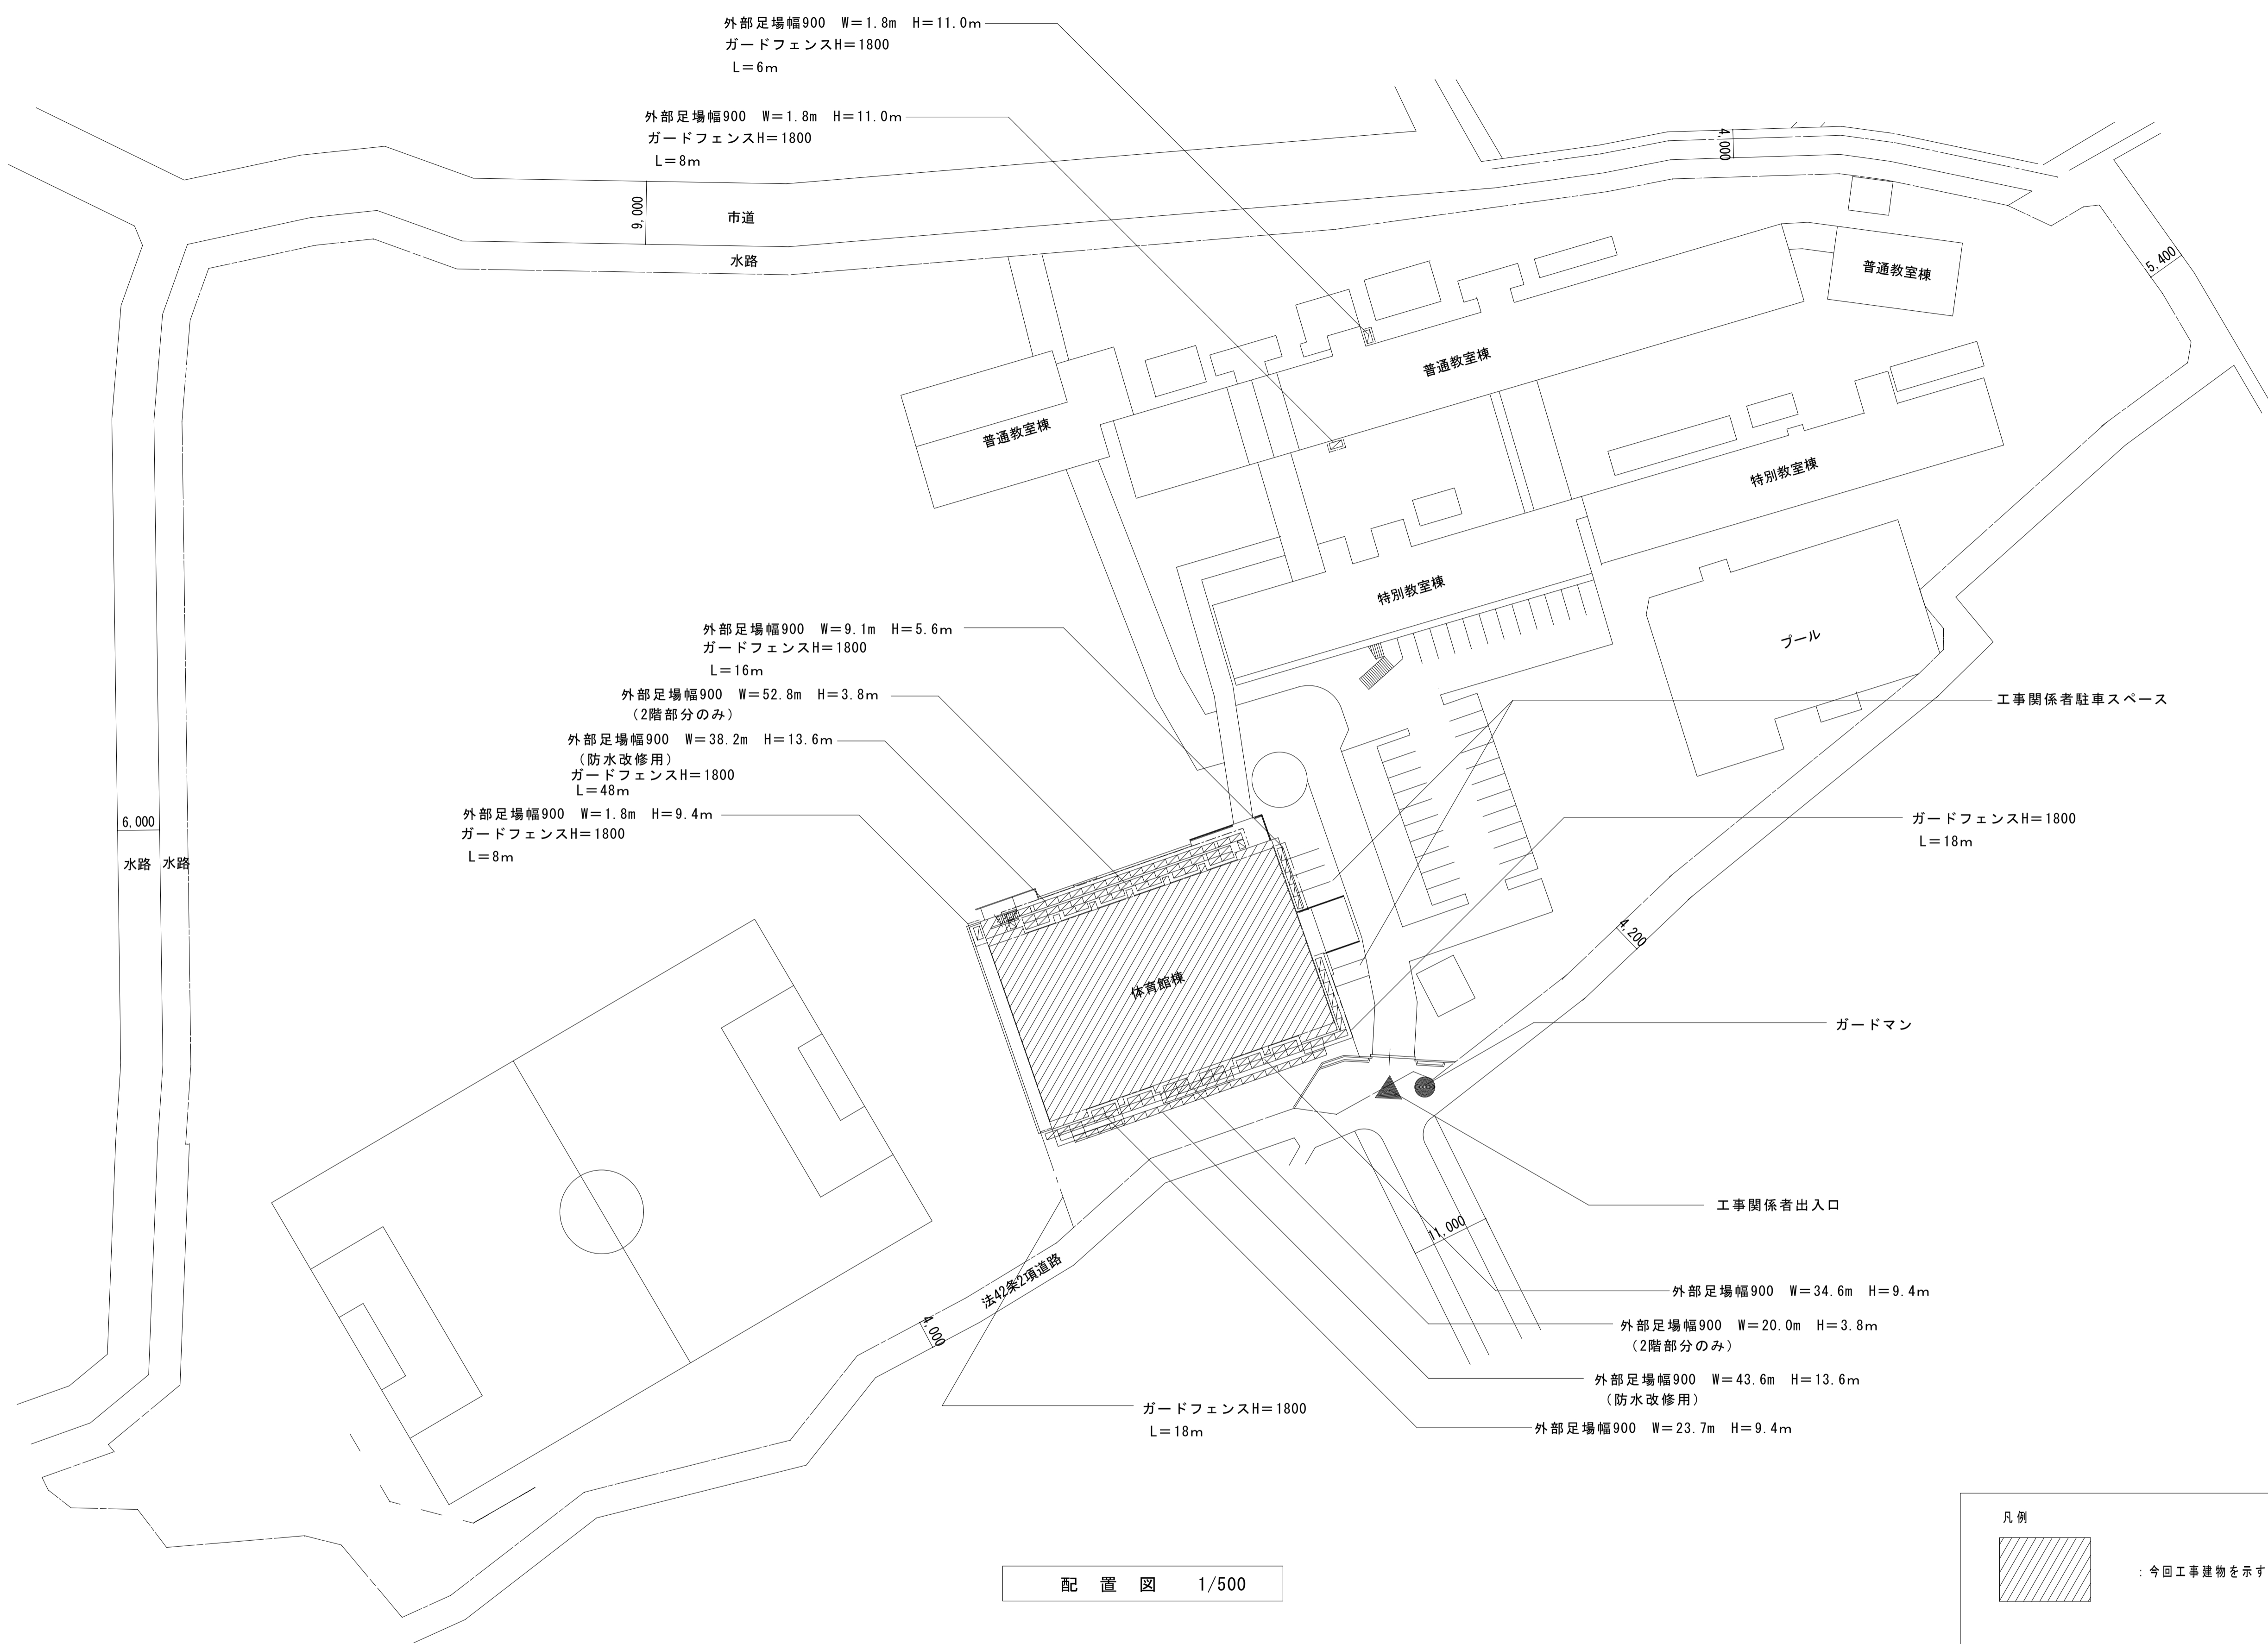 外部足場幅900　W＝1.8m　H＝11.0m
ガードフェンスH＝1800
L＝6m
外部足場幅900　W＝1.8m　H＝11.0m
ガードフェンスH＝1800
L＝8m
4,000
6,000
市道
水路
5,400
普通教室棟
普通教室棟
普通教室棟
特別教室棟
特別教室棟
プール
外部足場幅900　W＝9.1m　H＝5.6m
ガードフェンスH＝1800
L＝16m
外部足場幅900　W＝52.8m　H＝3.8m
（2階部分のみ）
外部足場幅900　W＝38.2m　H＝13.6m
（防水改修用）
ガードフェンスH＝1800
L＝48m
外部足場幅900　W＝1.8m　H＝9.4m
ガードフェンスH＝1800
L＝8m
工事関係者駐車スペース
ガードフェンスH＝1800
L＝18m
6,000
水路
水路
4,200
体育館棟
ガードマン
工事関係者出入口
11,000
法42条2項道路
4,000
外部足場幅900　W＝34.6m　H＝9.4m
外部足場幅900　W＝20.0m　H＝3.8m
（2階部分のみ）
外部足場幅900　W＝43.6m　H＝13.6m
（防水改修用）
外部足場幅900　W＝23.7m　H＝9.4m
ガードフェンスH＝1800
L＝18m
凡例
：今回工事建物を示す
配　置　図　　1/500